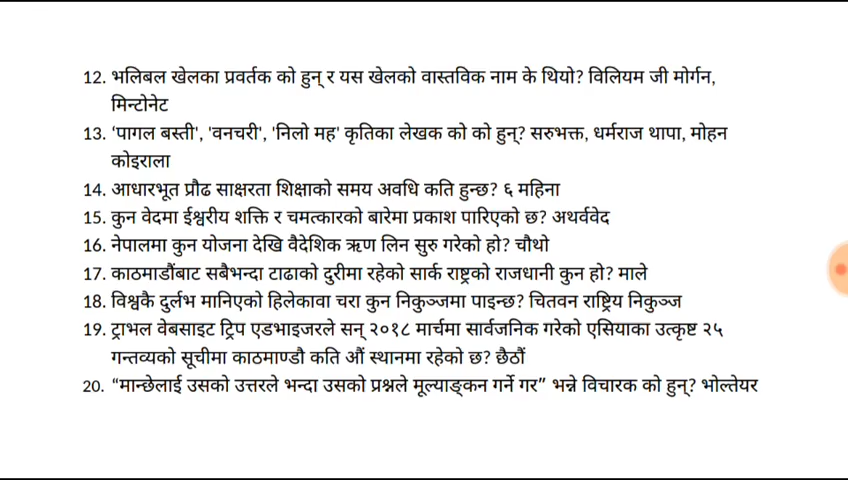 12. भलिबल खेलका प्रवर्तक को हुन् र यस खेलको वास्तविक नाम के थियो? विलियम जी मोर्गन,
मिन्टोनेट
13. 'पागल बस्ती', 'वनचरी', 'निलो मह' कृतिका लेखक को को हुन्? सरुभक्त, धर्मराज थापा, मोहन
कोइराला
14. आधारभूत प्रौढ साक्षरता शिक्षाको समय अवधि कति हुन्छ? ६ महिना
15. कुन वेदमा ईश्वरीय शक्ति र चमत्कारको बारेमा प्रकाश पारिएको छ? अथर्ववेद
16. नेपालमा कुन योजना देखि वैदेशिक ऋण लिन सुरु गरेको हो? चौथो
17. काठमाडौंबाट सबैभन्दा टाढाको दुरीमा रहेको सार्क राष्ट्रको राजधानी कुन हो? माले
18. विश्वकै दुर्लभ मानिएको हिलेकावा चरा कुन निकुञ्जमा पाइन्छ? चितवन राष्ट्रिय निकुञ्ज
19. ट्राभल वेबसाइट ट्रिप एडभाइजरले सन् २०१८ मार्चमा सार्वजनिक गरेको एसियाका उत्कृष्ट २५
गन्तव्यको सूचीमा काठमाण्डौ कति औं स्थानमा रहेको छ? छैठौं
20. “मान्छेलाई उसको उत्तरले भन्दा उसको प्रश्नले मूल्याङ्कन गर्ने गर” भन्ने विचारक को हुन्? भोल्तेयर